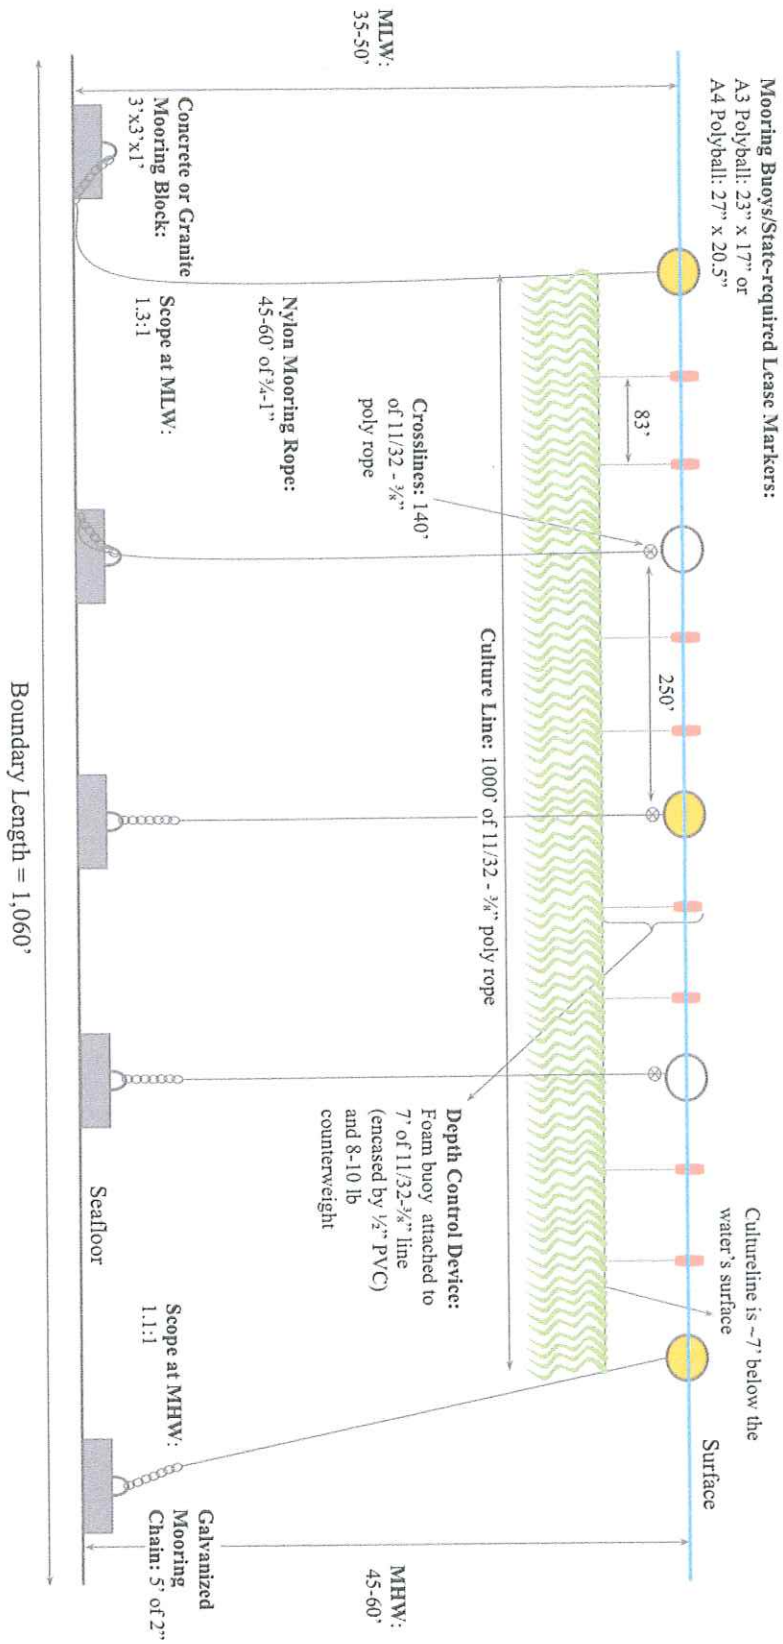 Mooring Buoys/State-required Lease Markers:
A3 Polyball: 23” x 17” or
A4 Polyball: 27” x 20.5”
MLW:
35-50’
83’
250’
Cultureline is ~7’ below the
water’s surface
Surface
Crosslines: 140’
of 11/32 - ⅜”
poly rope
Culture Line: 1000’ of 11/32 - ⅜” poly rope
Nylon Mooring Rope:
45-60’ of ¾-1”
Depth Control Device:
Foam buoy attached to
7’ of 11/32-⅜” line
(encased by ½” PVC)
and 8-10 lb
counterweight
MHW:
45-60’
Concrete or Granite
Mooring Block:
3’x3’x1’
Scope at MLW:
1.3:1
Scope at MHW:
1.1:1
Galvanized
Mooring
Chain: 5’ of 2”
Seafloor
Boundary Length = 1,060’